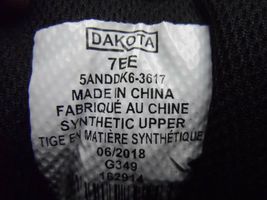 DAKOTA
7EE
5ANDDK6-3617
MADE IN CHINA
FABRIQUÉ AU CHINE
SYNTHETIC UPPER
TIGE EN MATIÈRE SYNTHÉTIQUE
06/2018
G349
162914